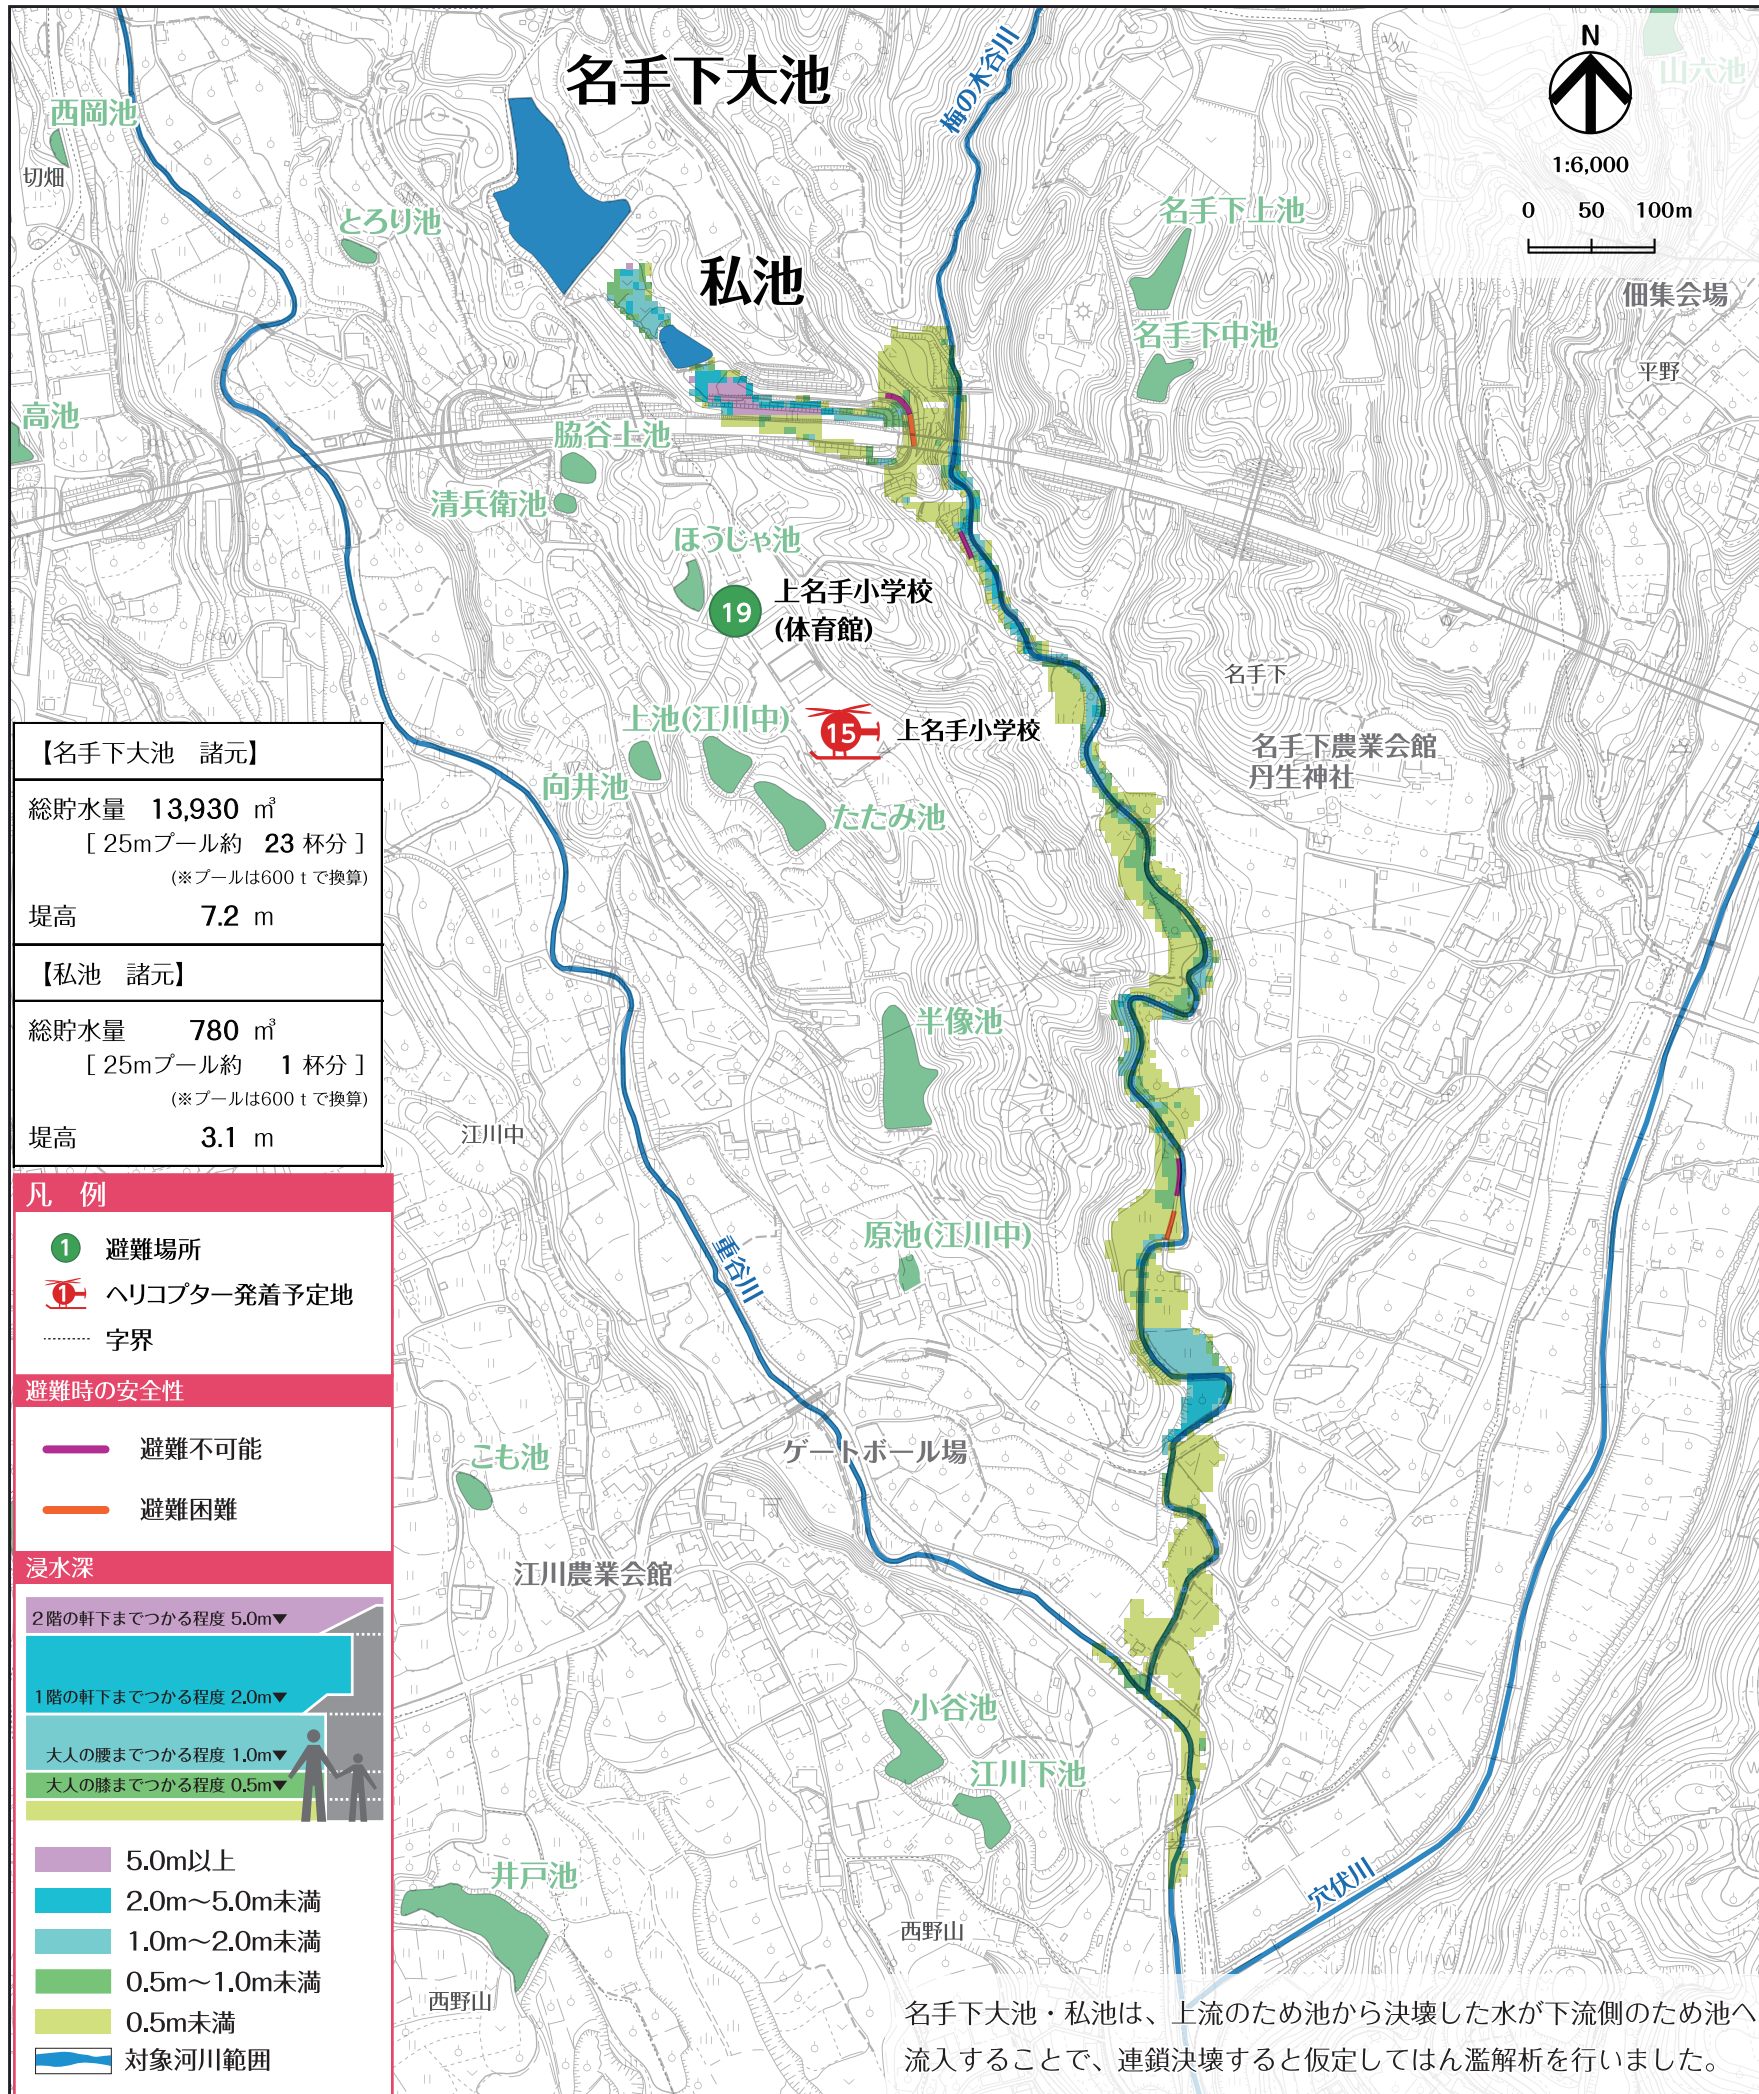 名手下大池
梅の木谷川
N
山六池
西岡池
切畑
1:6,000
0 50 100m
とろり池
名手下上池
私池
佃集会場
名手下中池
平野
高池
脇谷上池
清兵衛池
ほうじゃ池
19
上名手小学校
(体育館)
名手下
上池(江川中)
15
上名手小学校
名手下農業会館
丹生神社
向井池
たたみ池
【名手下大池 諸元】
総貯水量 13,930 ㎥
[ 25mプール約 23 杯分 ]
(※プールは600ｔで換算)
堤高 7.2 m
【私池 諸元】
総貯水量 780 ㎥
[ 25mプール約 1 杯分 ]
(※プールは600ｔで換算)
堤高 3.1 m
半像池
江川中
原池(江川中)
重谷川
凡 例
1 避難場所
1 ヘリコプター発着予定地
字界
避難時の安全性
避難不可能
避難困難
ゲートボール場
こも池
江川農業会館
浸水深
2階の軒下までつかる程度 5.0m▼
1階の軒下までつかる程度 2.0m▼
大人の腰までつかる程度 1.0m▼
大人の膝までつかる程度 0.5m▼
5.0m以上
2.0m～5.0m未満
1.0m～2.0m未満
0.5m～1.0m未満
0.5m未満
対象河川範囲
小谷池
江川下池
井戸池
穴伏川
西野山
西野山
名手下大池・私池は、上流のため池から決壊した水が下流側のため池へ
流入することで、連鎖決壊すると仮定してはん濫解析を行いました。